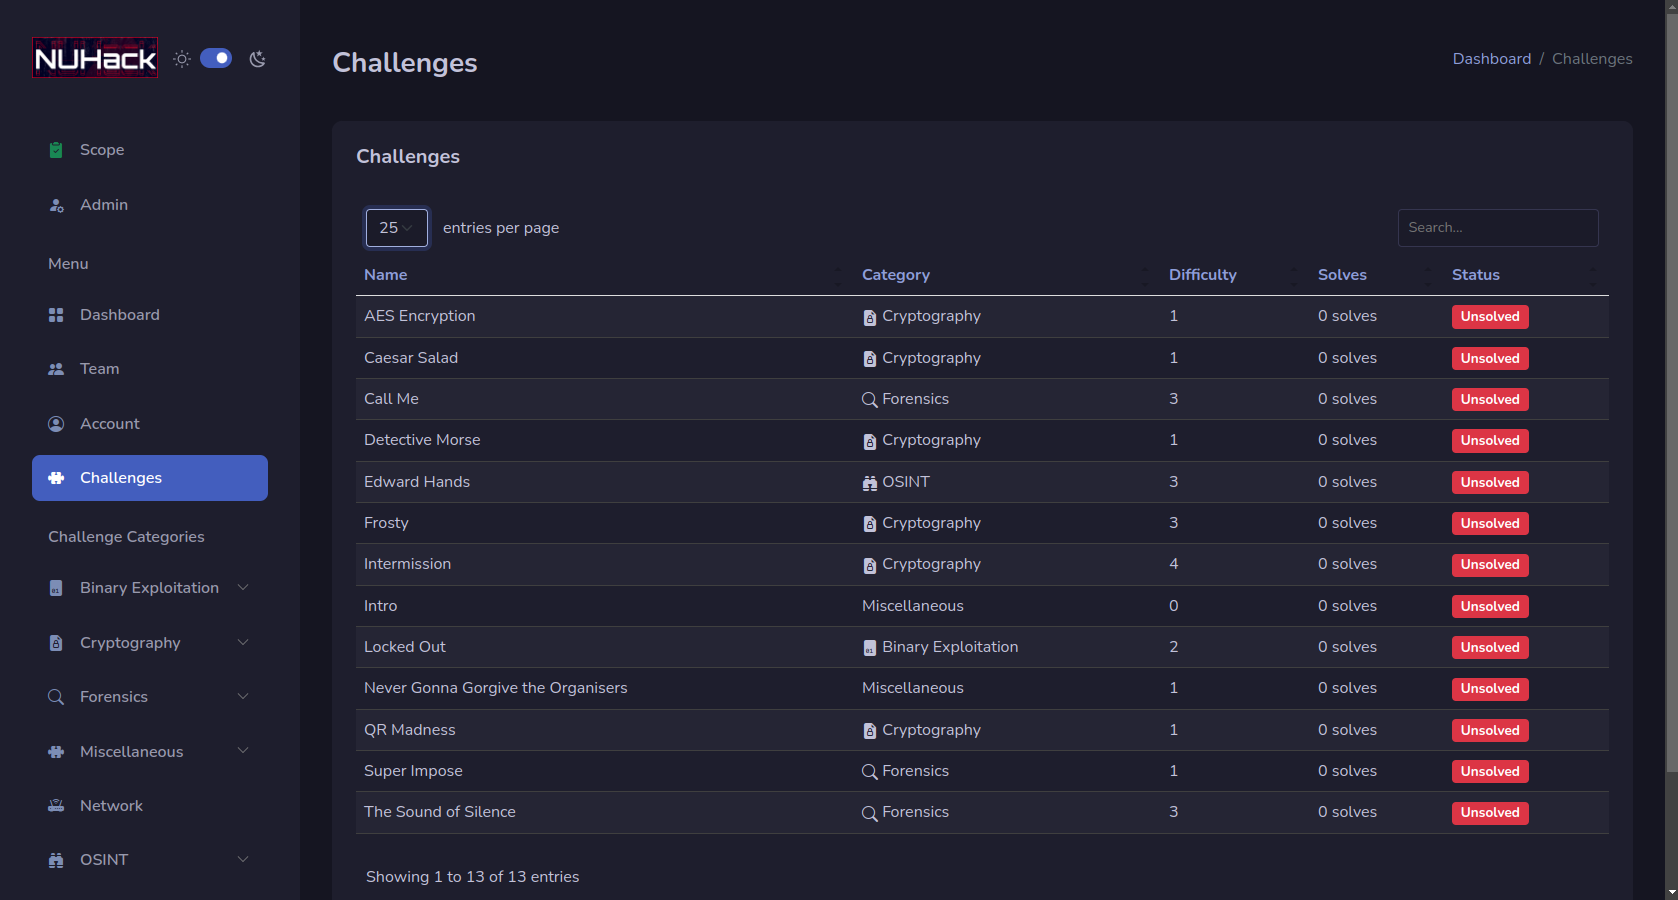 NUHack
Scope
Admin
Menu
Dashboard
Team
Account
Challenges
Challenge Categories
Binary Exploitation
Cryptography
Forensics
Miscellaneous
Network
OSINT
Challenges
Dashboard / Challenges
Challenges
25 entries per page
Search...
Name Category Difficulty Solves Status
AES Encryption Cryptography 1 0 solves Unsolved
Caesar Salad Cryptography 1 0 solves Unsolved
Call Me Forensics 3 0 solves Unsolved
Detective Morse Cryptography 1 0 solves Unsolved
Edward Hands OSINT 3 0 solves Unsolved
Frosty Cryptography 3 0 solves Unsolved
Intermission Cryptography 4 0 solves Unsolved
Intro Miscellaneous 0 0 solves Unsolved
Locked Out Binary Exploitation 2 0 solves Unsolved
Never Gonna Gorgive the Organisers Miscellaneous 1 0 solves Unsolved
QR Madness Cryptography 1 0 solves Unsolved
Super Impose Forensics 1 0 solves Unsolved
The Sound of Silence Forensics 3 0 solves Unsolved
Showing 1 to 13 of 13 entries